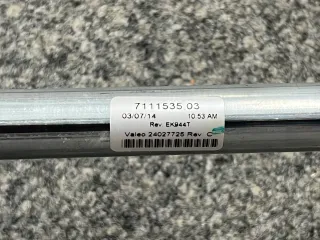 7111535 03
03/07/14 10:53 AM
Rev. EK944T
Valeo 24027725 Rev. C